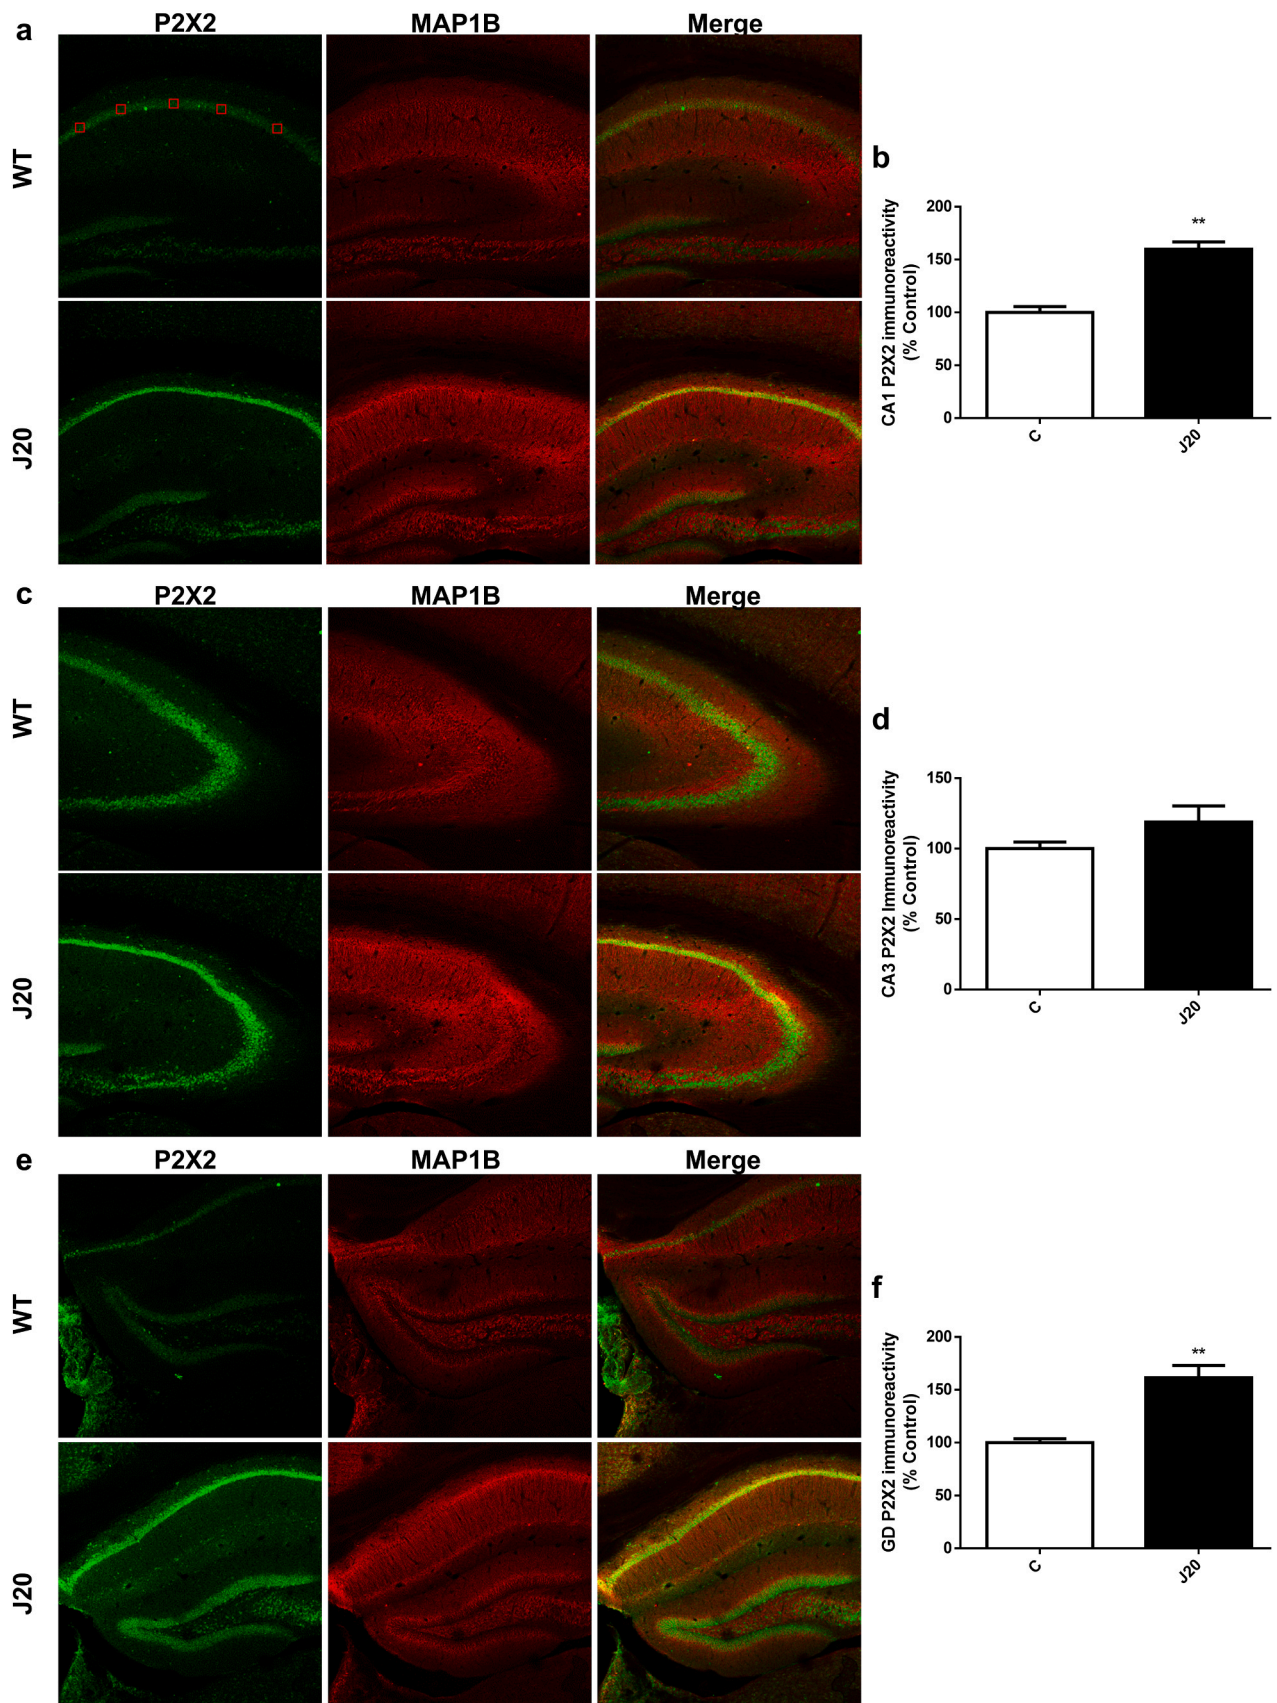 a
P2X2 MAP1B Merge
WT
J20
b
CA1 P2X2 immunoreactivity
(% Control)
200
150
100
50
0
**
C J20
c
P2X2 MAP1B Merge
WT
J20
d
CA3 P2X2 Immunoreactivity
(% Control)
150
100
50
0
C J20
e
P2X2 MAP1B Merge
WT
J20
f
GD P2X2 immunoreactivity
(% Control)
200
150
100
50
0
**
C J20